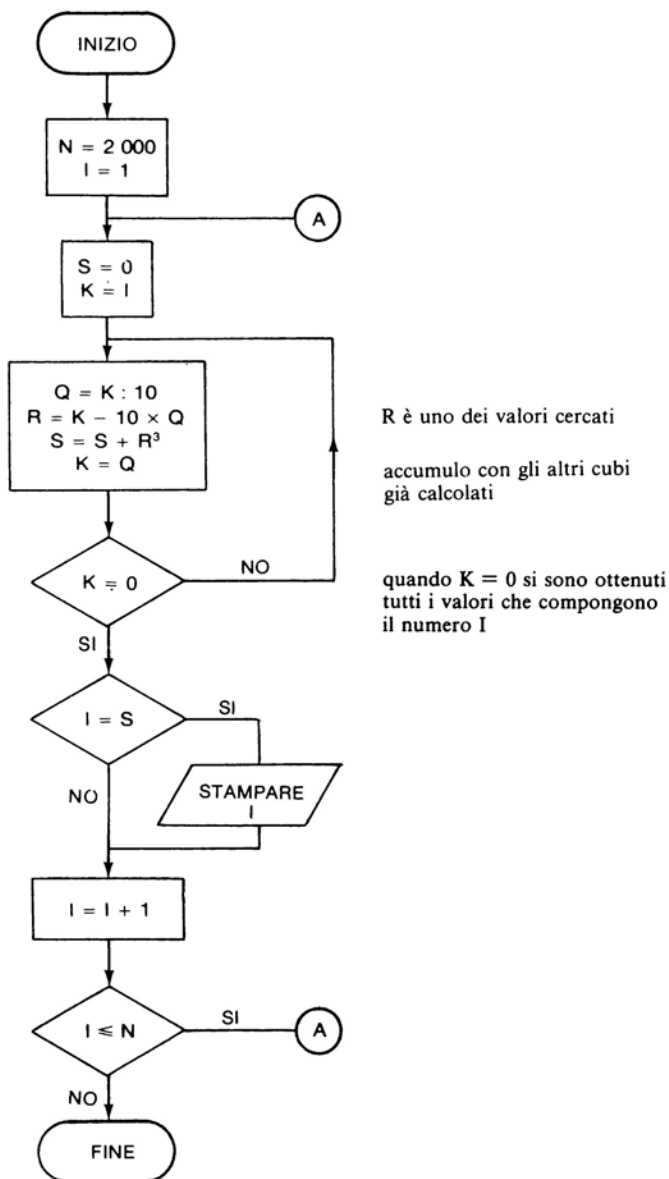 INIZIO
N = 2 000
I = 1
A
S = 0
K = I
Q = K : 10
R = K − 10 × Q
S = S + R³
K = Q
R è uno dei valori cercati
accumulo con gli altri cubi
già calcolati
K = 0
NO
quando K = 0 si sono ottenuti
tutti i valori che compongono
il numero I
SI
I = S
SI
NO
STAMPARE
I
I = I + 1
I ≤ N
SI
A
NO
FINE